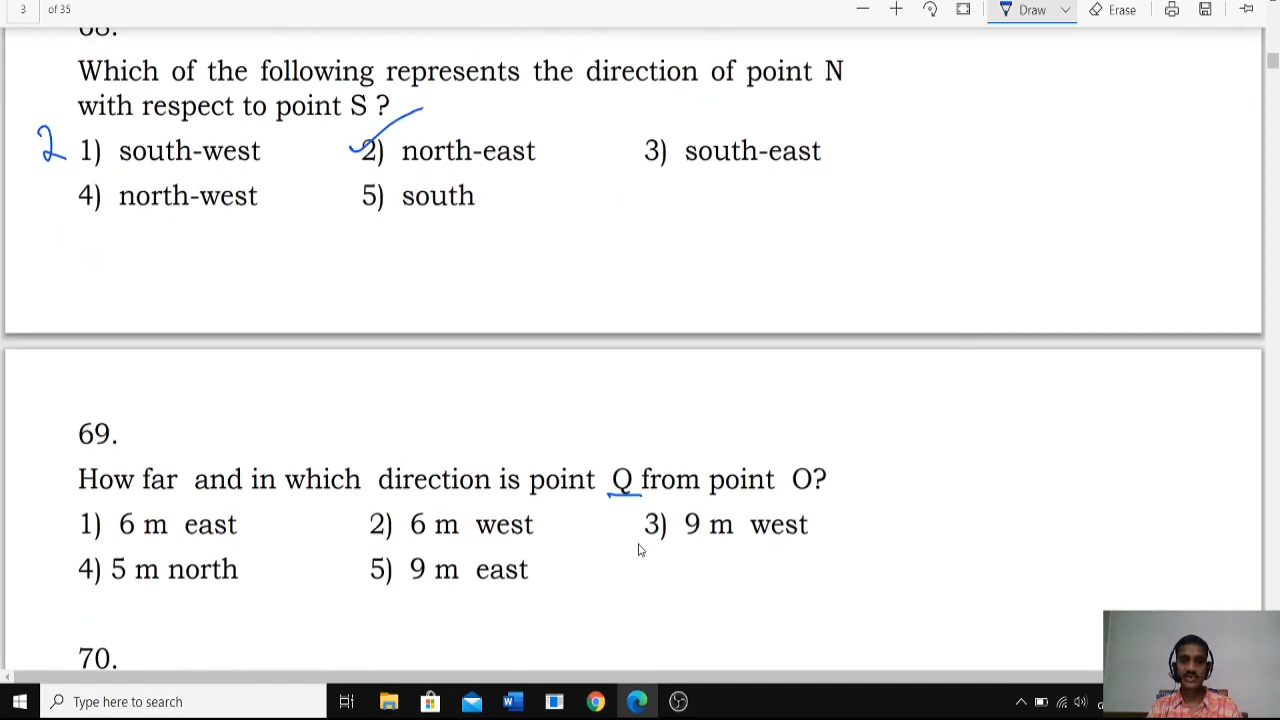 3 of 35
Draw
Erase
68.
Which of the following represents the direction of point N
with respect to point S ?
2 1) south-west 2) north-east 3) south-east
4) north-west 5) south
69.
How far and in which direction is point Q from point O?
1) 6 m east 2) 6 m west 3) 9 m west
4) 5 m north 5) 9 m east
70.
Type here to search